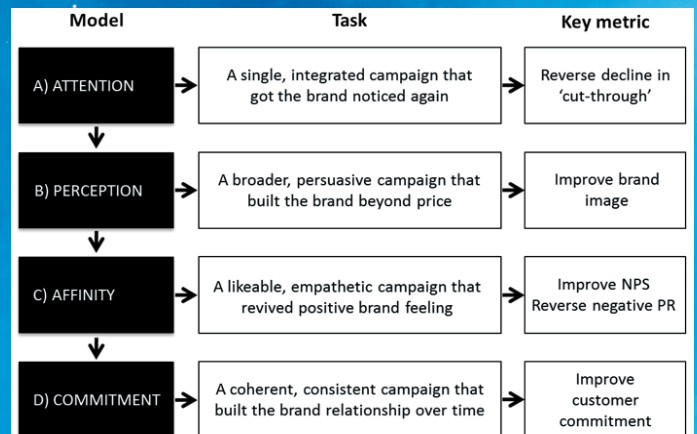 Model Task Key metric
A) ATTENTION
A single, integrated campaign that
got the brand noticed again
Reverse decline in
‘cut-through’
B) PERCEPTION
A broader, persuasive campaign that
built the brand beyond price
Improve brand
image
C) AFFINITY
A likeable, empathetic campaign that
revived positive brand feeling
Improve NPS
Reverse negative PR
D) COMMITMENT
A coherent, consistent campaign that
built the brand relationship over time
Improve
customer
commitment